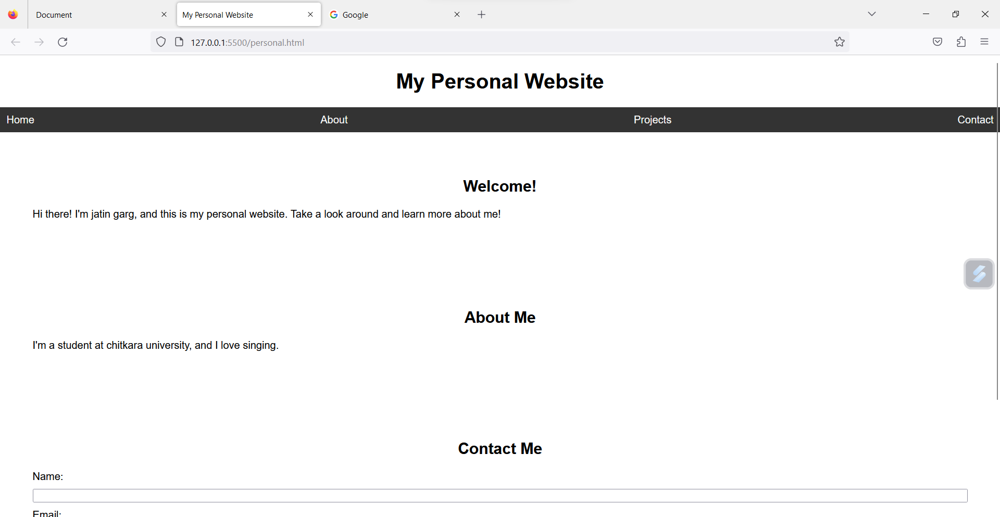 Document
My Personal Website
Google
127.0.0.1:5500/personal.html
My Personal Website
Home About Projects Contact
Welcome!
Hi there! I'm jatin garg, and this is my personal website. Take a look around and learn more about me!
About Me
I'm a student at chitkara university, and I love singing.
Contact Me
Name:
Email: